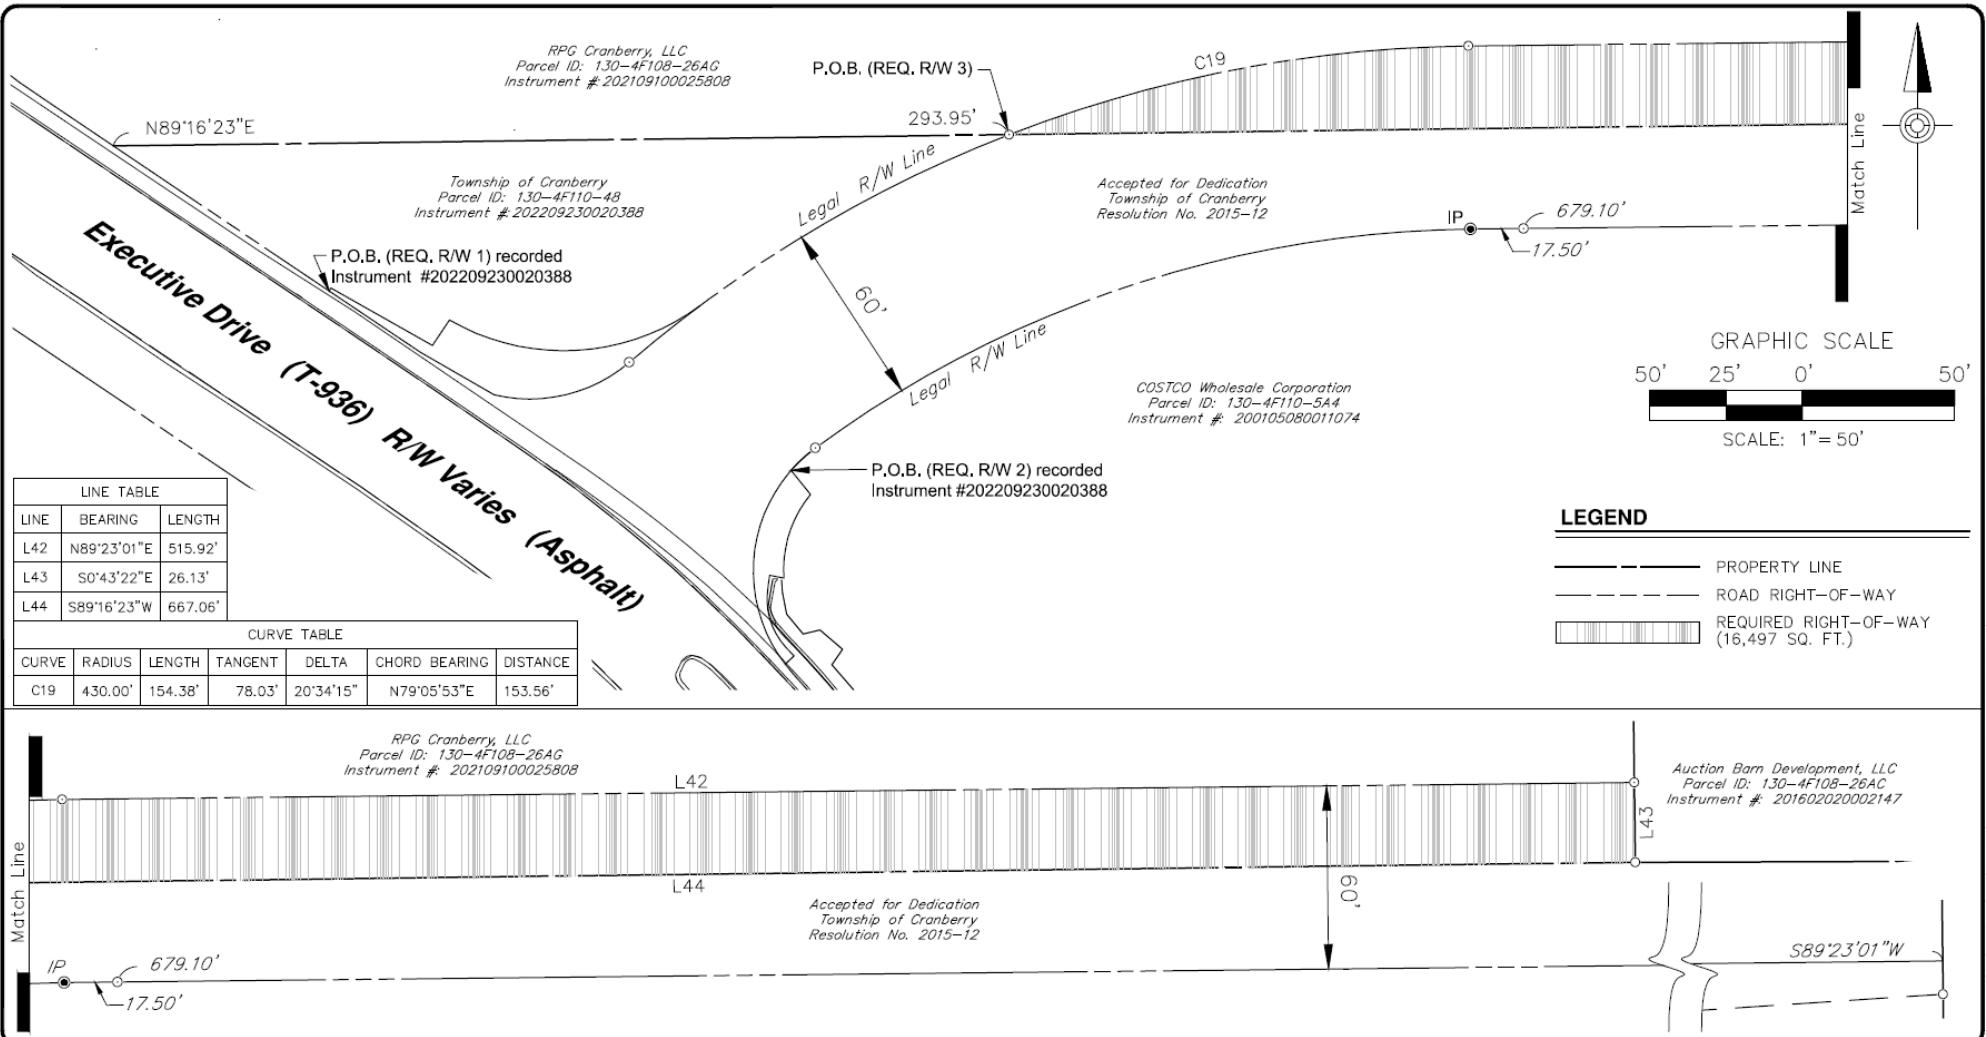 RPG Cranberry, LLC
Parcel ID: 130-4F108-26AG
Instrument #: 202109100025808
P.O.B. (REQ. R/W 3)
C19
N89°16'23"E
293.95'
Match Line
Legal R/W Line
Township of Cranberry
Parcel ID: 130-4F110-48
Instrument #: 202209230020388
Accepted for Dedication
Township of Cranberry
Resolution No. 2015-12
IP
679.10'
17.50'
P.O.B. (REQ. R/W 1) recorded
Instrument #202209230020388
Executive Drive (T-936) R/W Varies (Asphalt)
60'
Legal R/W Line
GRAPHIC SCALE
50' 25' 0' 50'
SCALE: 1"= 50'
COSTCO Wholesale Corporation
Parcel ID: 130-4F110-5A4
Instrument #: 200105080011074
P.O.B. (REQ. R/W 2) recorded
Instrument #202209230020388
LEGEND
PROPERTY LINE
ROAD RIGHT-OF-WAY
REQUIRED RIGHT-OF-WAY
(16,497 SQ. FT.)
LINE TABLE
LINE BEARING LENGTH
L42 N89°23'01"E 515.92'
L43 S0°43'22"E 26.13'
L44 S89°16'23"W 667.06'
CURVE TABLE
CURVE RADIUS LENGTH TANGENT DELTA CHORD BEARING DISTANCE
C19 430.00' 154.38' 78.03' 20°34'15" N79°05'53"E 153.56'
RPG Cranberry, LLC
Parcel ID: 130-4F108-26AG
Instrument #: 202109100025808
L42
Auction Barn Development, LLC
Parcel ID: 130-4F108-26AC
Instrument #: 201602020002147
L43
Match Line
L44
60'
Accepted for Dedication
Township of Cranberry
Resolution No. 2015-12
IP
679.10'
17.50'
S89°23'01"W